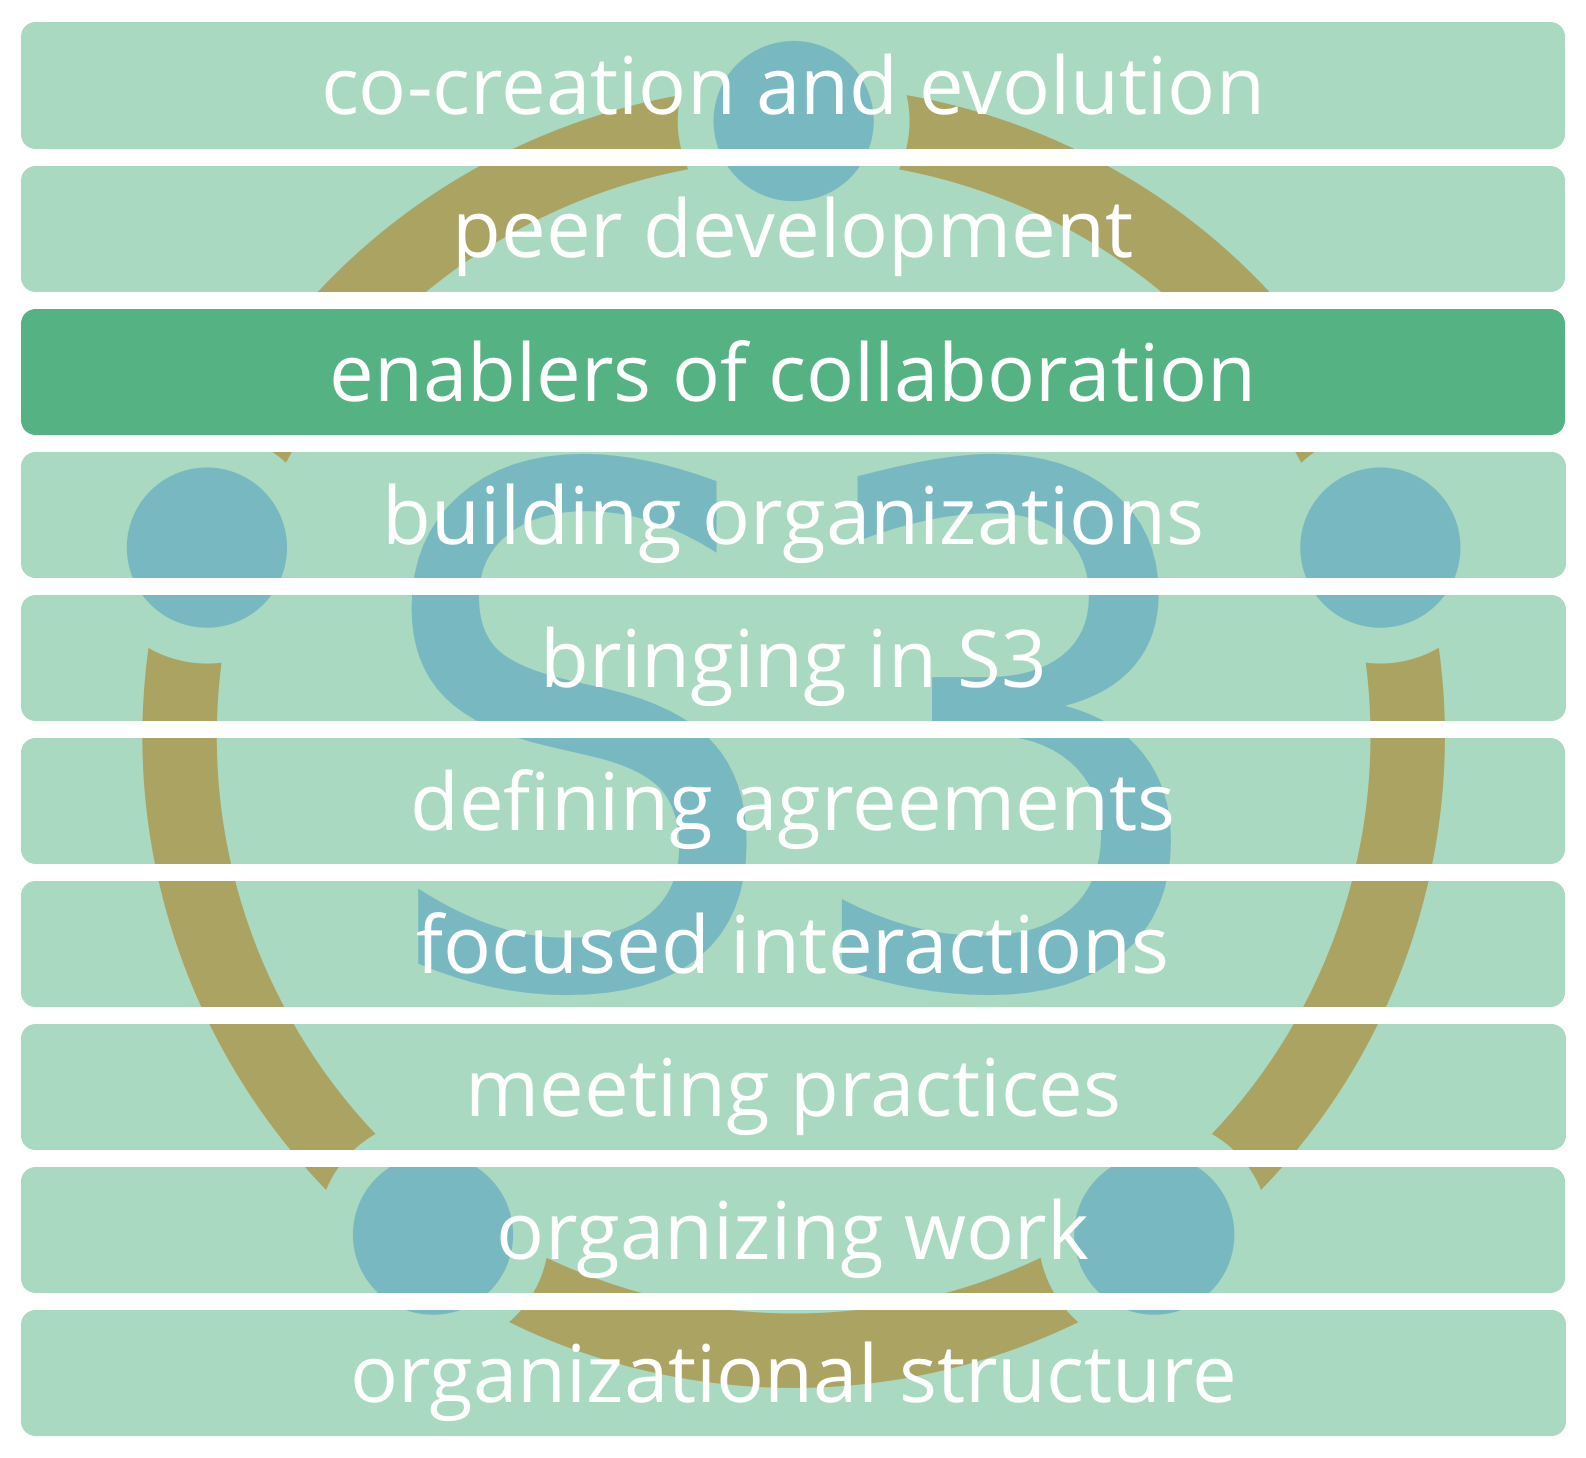 co-creation and evolution
peer development
enablers of collaboration
building organizations
bringing in S3
defining agreements
focused interactions
meeting practices
organizing work
organizational structure
S3